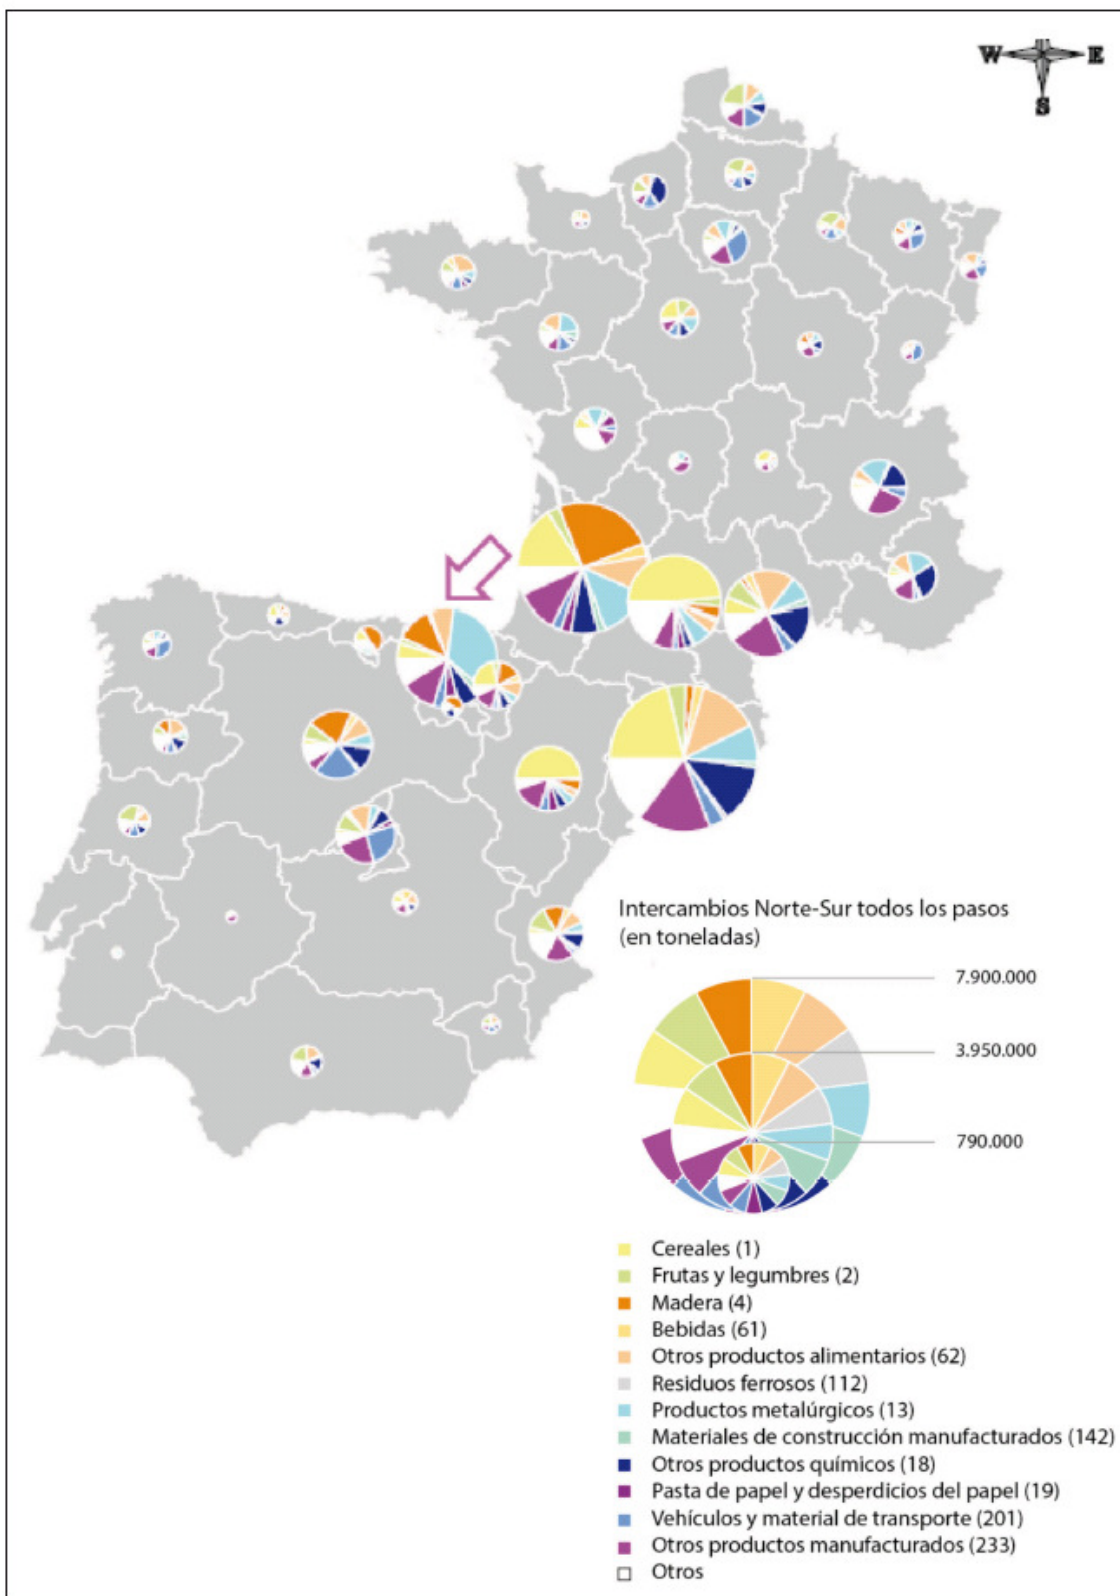 W E
S
Intercambios Norte-Sur todos los pasos
(en toneladas)
7.900.000
3.950.000
790.000
Cereales (1)
Frutas y legumbres (2)
Madera (4)
Bebidas (61)
Otros productos alimentarios (62)
Residuos ferrosos (112)
Productos metalúrgicos (13)
Materiales de construcción manufacturados (142)
Otros productos químicos (18)
Pasta de papel y desperdicios del papel (19)
Vehículos y material de transporte (201)
Otros productos manufacturados (233)
Otros